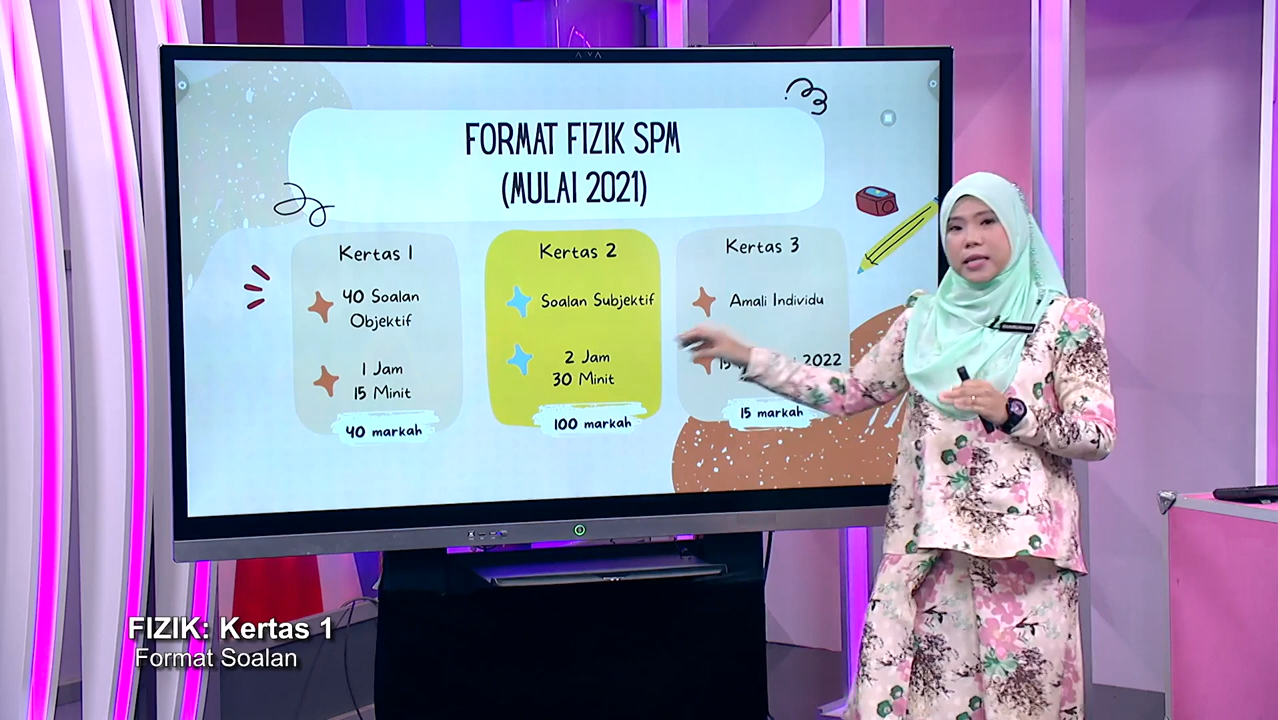 FORMAT FIZIK SPM
(MULAI 2021)
Kertas 1
40 Soalan
Objektif
1 Jam
15 Minit
40 markah
Kertas 2
Soalan Subjektif
2 Jam
30 Minit
100 markah
Kertas 3
Amali Individu
15 2022
15 markah
FIZIK: Kertas 1
Format Soalan